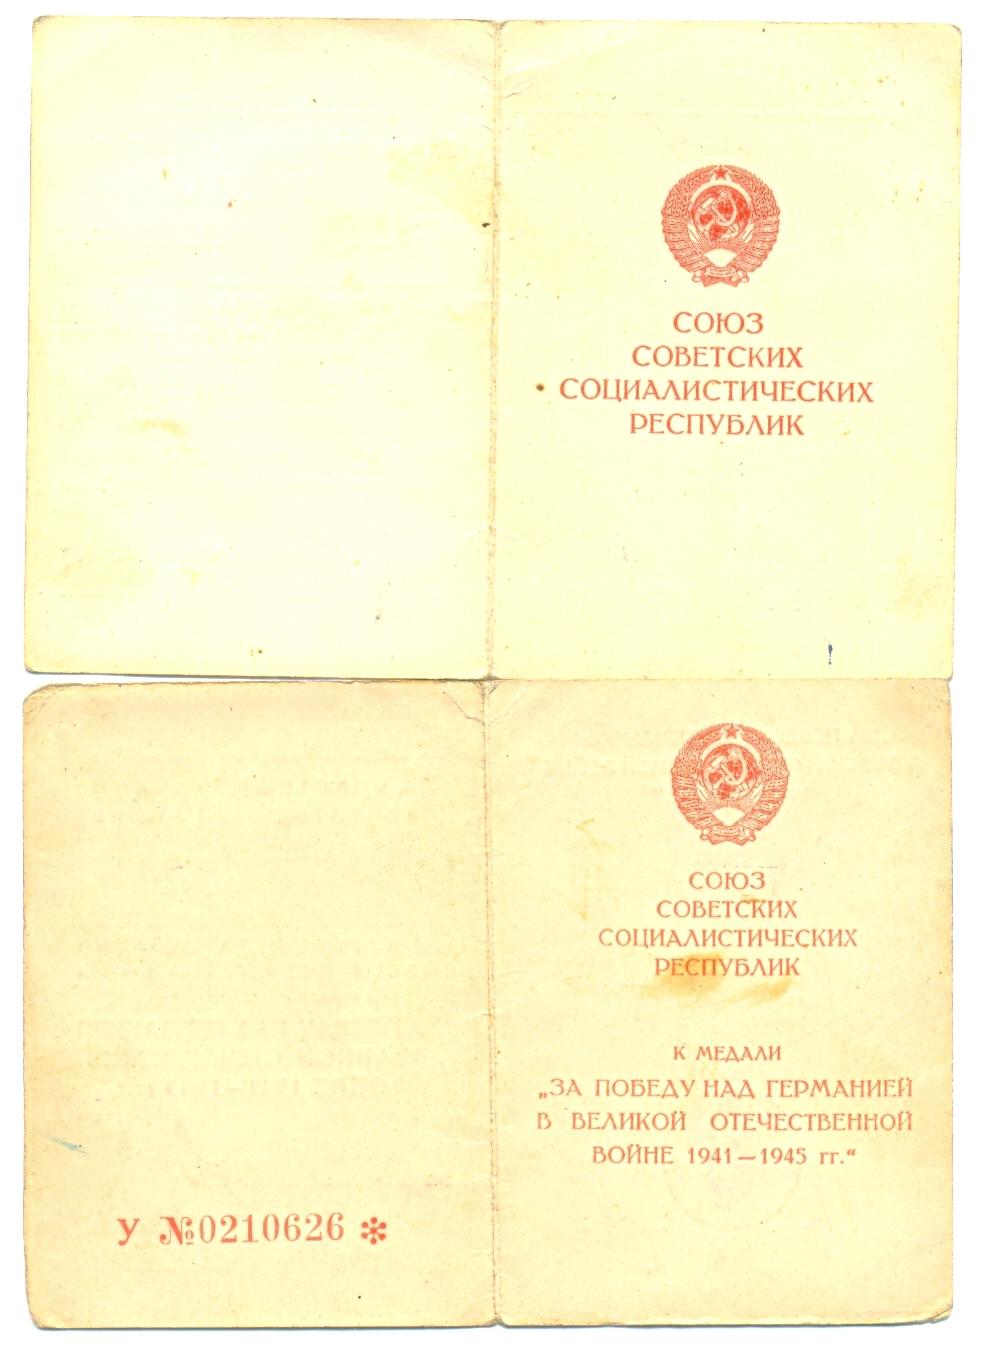 СОЮЗ
СОВЕТСКИХ
СОЦИАЛИСТИЧЕСКИХ
РЕСПУБЛИК
СОЮЗ
СОВЕТСКИХ
СОЦИАЛИСТИЧЕСКИХ
РЕСПУБЛИК
К МЕДАЛИ
„ЗА ПОБЕДУ НАД ГЕРМАНИЕЙ
В ВЕЛИКОЙ ОТЕЧЕСТВЕННОЙ
ВОЙНЕ 1941—1945 гг.“
У №0210626 *